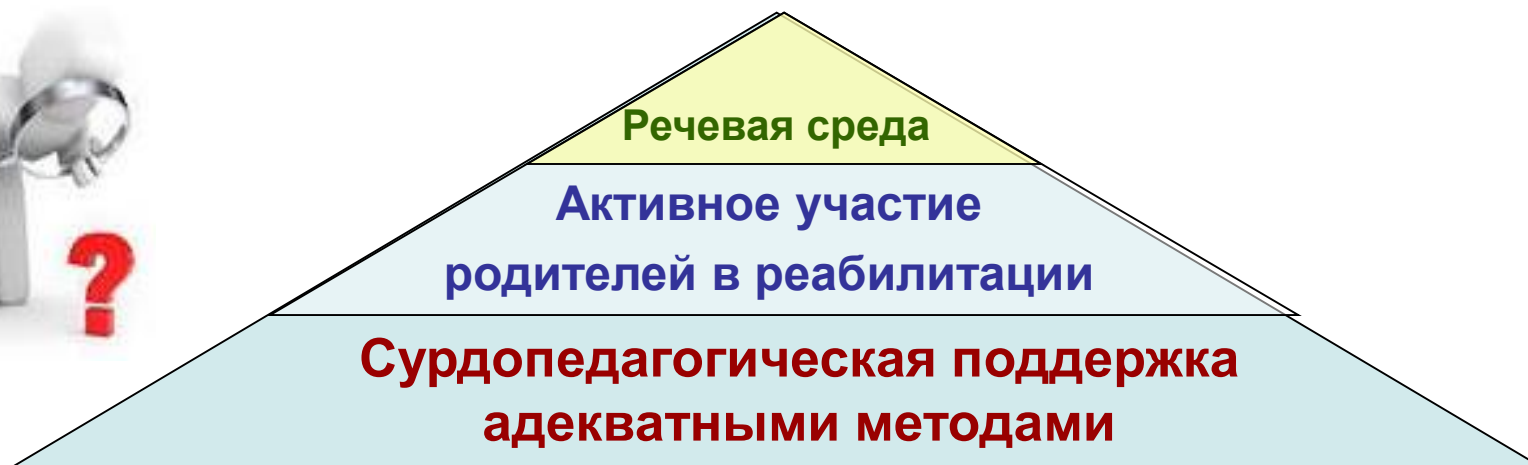 Речевая среда
Активное участие
родителей в реабилитации
Сурдопедагогическая поддержка
адекватными методами
?